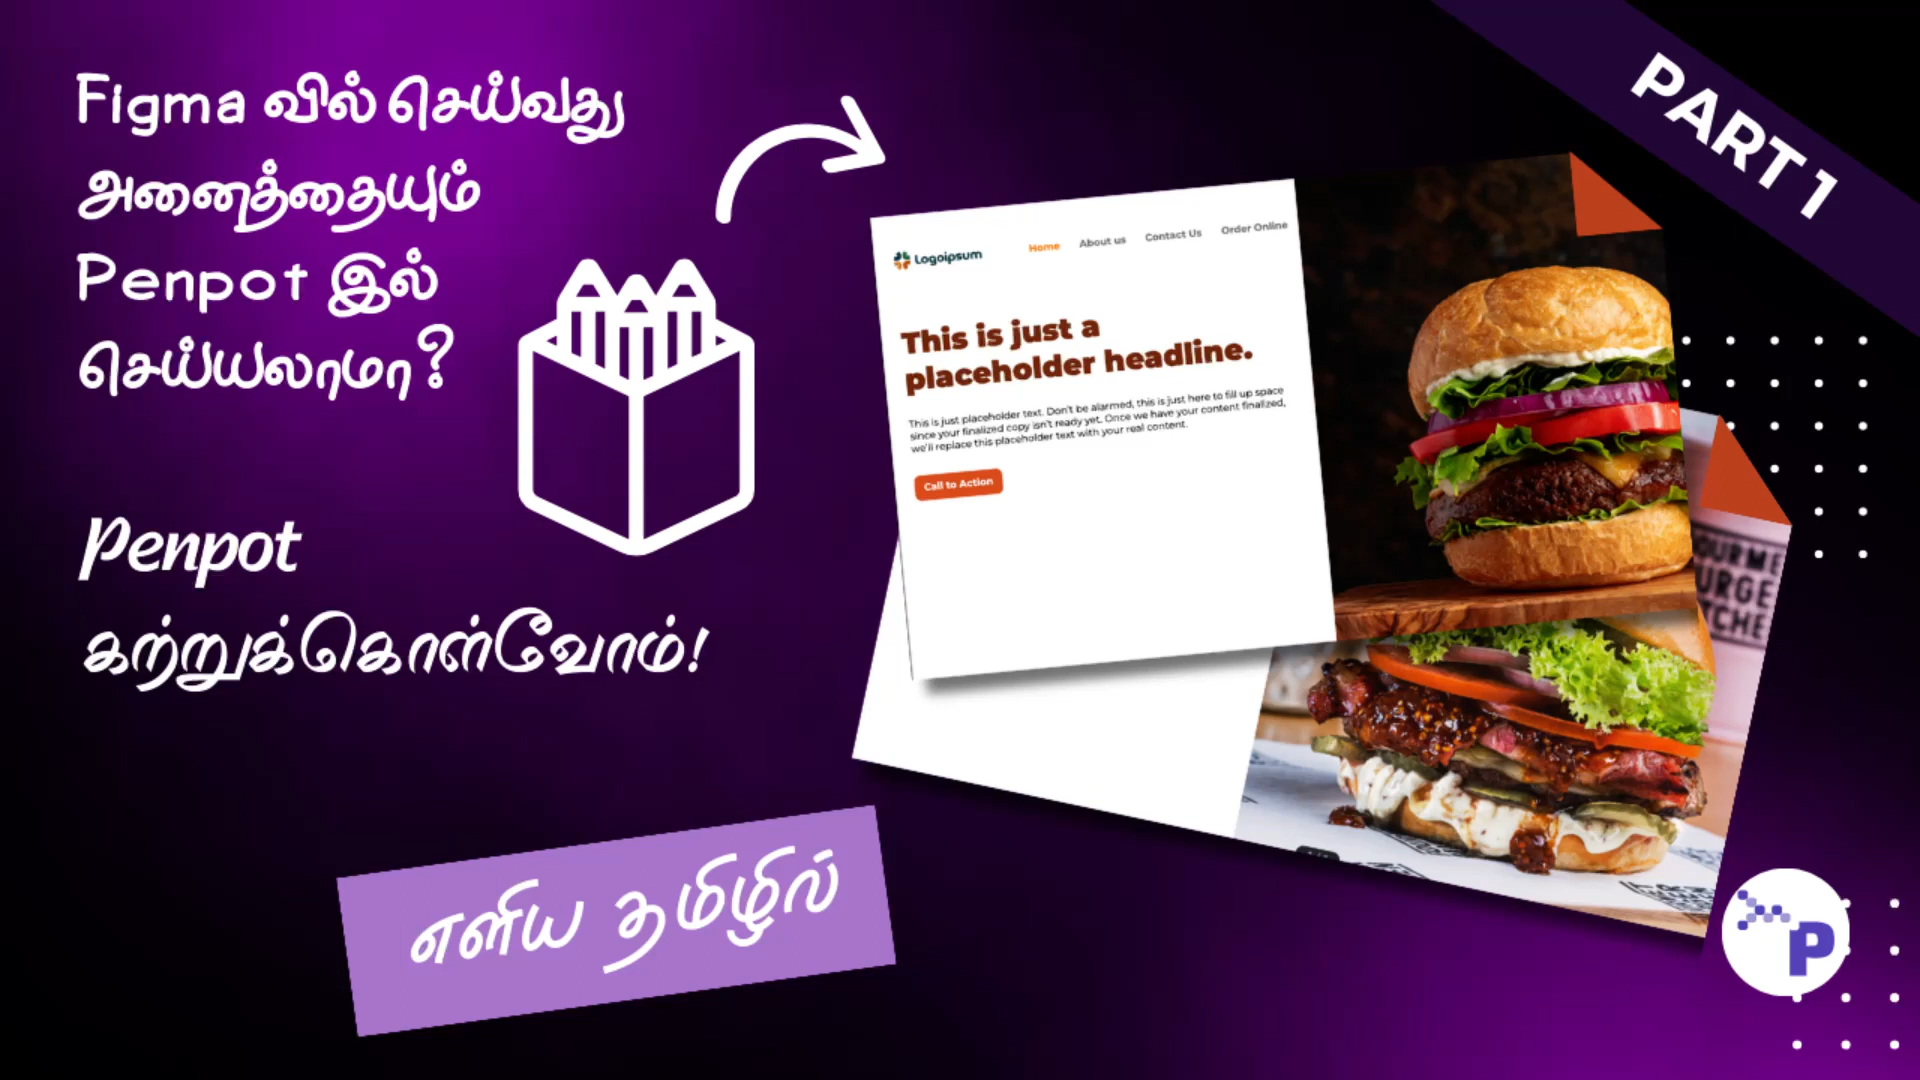 Figma வில் செய்வது
அனைத்தையும்
Penpot இல்
செய்யலாமா?
Penpot
கற்றுக்கொள்வோம்!
எளிய தமிழில்
PART 1
Logoipsum
Home About us Contact Us Order Online
This is just a
placeholder headline.
This is just placeholder text. Don't be alarmed, this is just here to fill up space
since your finalized copy isn't ready yet. Once we have your content finalized,
we'll replace this placeholder text with your real content.
Call to Action
P